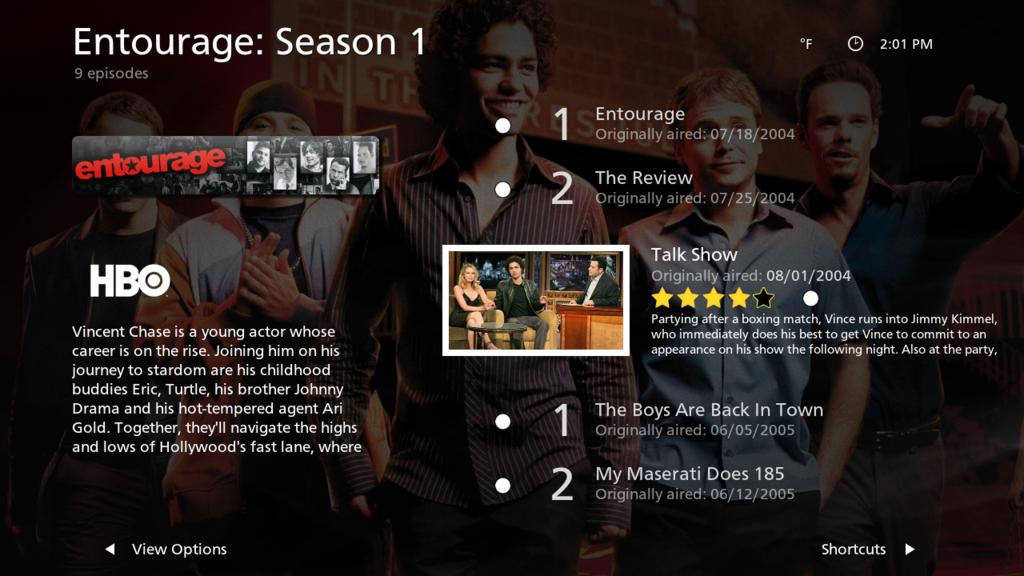 Entourage: Season 1
9 episodes
°F
2:01 PM
entourage
HBO
Vincent Chase is a young actor whose
career is on the rise. Joining him on his
journey to stardom are his childhood
buddies Eric, Turtle, his brother Johnny
Drama and his hot-tempered agent Ari
Gold. Together, they'll navigate the highs
and lows of Hollywood's fast lane, where
1
Entourage
Originally aired: 07/18/2004
2
The Review
Originally aired: 07/25/2004
Talk Show
Originally aired: 08/01/2004
Partying after a boxing match, Vince runs into Jimmy Kimmel,
who immediately does his best to get Vince to commit to an
appearance on his show the following night. Also at the party,
1
The Boys Are Back In Town
Originally aired: 06/05/2005
2
My Maserati Does 185
Originally aired: 06/12/2005
View Options
Shortcuts